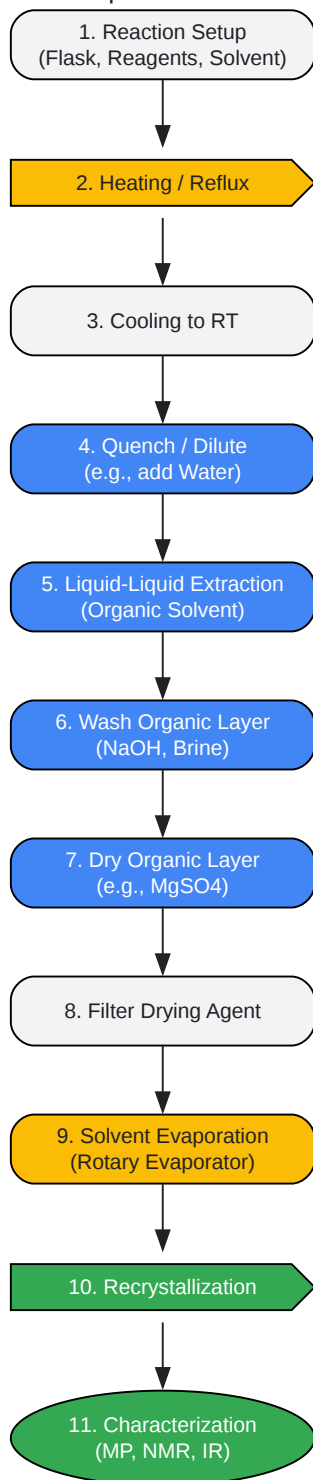 1. Reaction Setup
(Flask, Reagents, Solvent)
2. Heating / Reflux
3. Cooling to RT
4. Quench / Dilute
(e.g., add Water)
5. Liquid-Liquid Extraction
(Organic Solvent)
6. Wash Organic Layer
(NaOH, Brine)
7. Dry Organic Layer
(e.g., MgSO4)
8. Filter Drying Agent
9. Solvent Evaporation
(Rotary Evaporator)
10. Recrystallization
11. Characterization
(MP, NMR, IR)